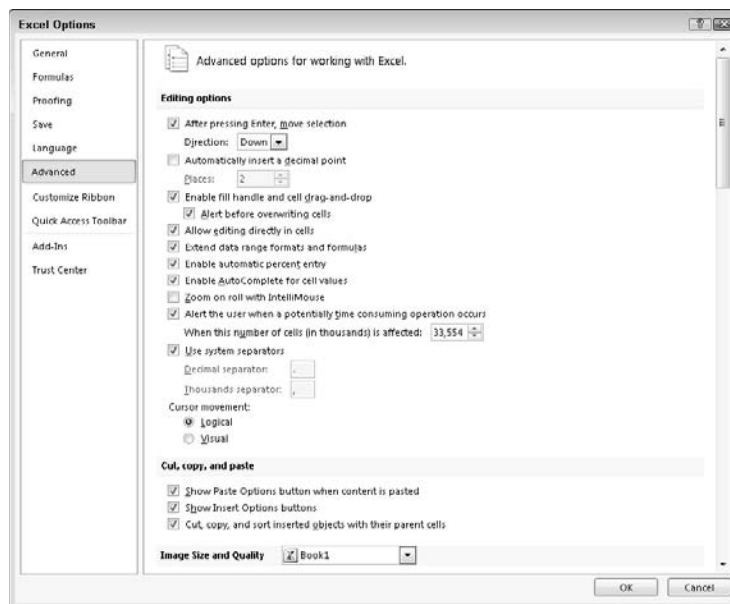 Excel Options
General
Formulas
Proofing
Save
Language
Advanced
Customize Ribbon
Quick Access Toolbar
Add-Ins
Trust Center
Advanced options for working with Excel.
Editing options
After pressing Enter, move selection
Direction: Down
Automatically insert a decimal point
Places: 2
Enable fill handle and cell drag-and-drop
Alert before overwriting cells
Allow editing directly in cells
Extend data range formats and formulas
Enable automatic percent entry
Enable AutoComplete for cell values
Zoom on roll with IntelliMouse
Alert the user when a potentially time consuming operation occurs
When this number of cells (in thousands) is affected: 33,554
Use system separators
Decimal separator: .
Thousands separator: ,
Cursor movement:
Logical
Visual
Cut, copy, and paste
Show Paste Options button when content is pasted
Show Insert Options buttons
Cut, copy, and sort inserted objects with their parent cells
Image Size and Quality Book1
OK Cancel